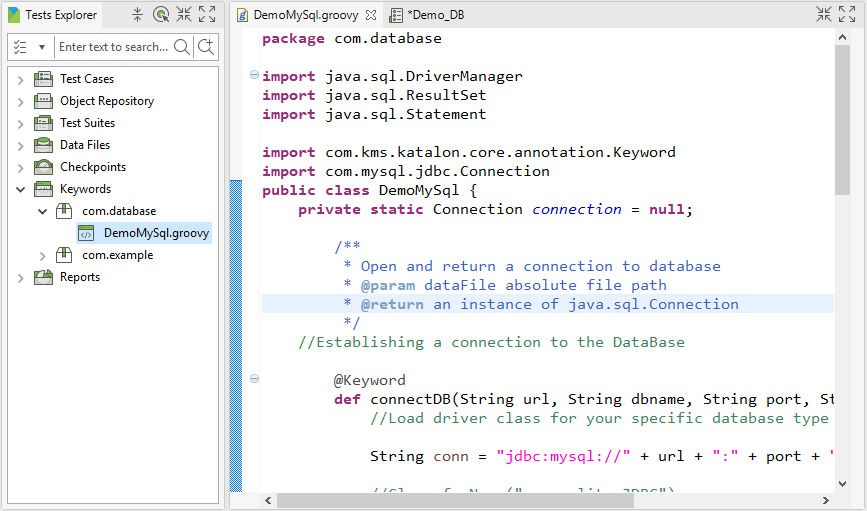 Tests Explorer
Enter text to search...
Test Cases
Object Repository
Test Suites
Data Files
Checkpoints
Keywords
com.database
DemoMySql.groovy
com.example
Reports
DemoMySql.groovy
*Demo_DB
package com.database
import java.sql.DriverManager
import java.sql.ResultSet
import java.sql.Statement
import com.kms.katalon.core.annotation.Keyword
import com.mysql.jdbc.Connection
public class DemoMySql {
private static Connection connection = null;
/**
* Open and return a connection to database
* @param dataFile absolute file path
* @return an instance of java.sql.Connection
*/
//Establishing a connection to the DataBase
@Keyword
def connectDB(String url, String dbname, String port, St
//Load driver class for your specific database type
String conn = "jdbc:mysql://" + url + ":" + port + '